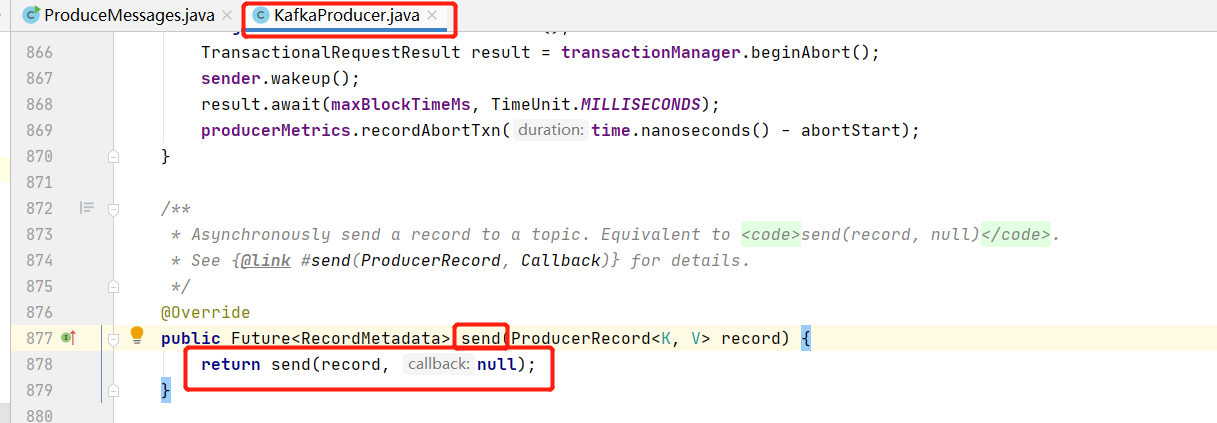 ProduceMessages.java × KafkaProducer.java ×
866 TransactionalRequestResult result = transactionManager.beginAbort();
867 sender.wakeup();
868 result.await(maxBlockTimeMs, TimeUnit.MILLISECONDS);
869 producerMetrics.recordAbortTxn( duration: time.nanoseconds() - abortStart);
870 }
871
872 /**
873 * Asynchronously send a record to a topic. Equivalent to <code>send(record, null)</code>.
874 * See {@link #send(ProducerRecord, Callback)} for details.
875 */
876 @Override
877 public Future<RecordMetadata> send(ProducerRecord<K, V> record) {
878 return send(record, callback: null);
879 }
880